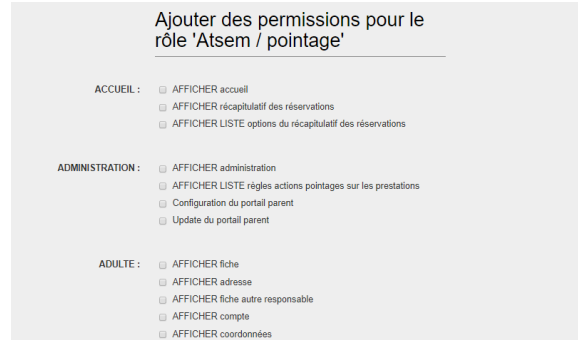 Ajouter des permissions pour le
rôle 'Atsem / pointage'
ACCUEIL : AFFICHER accueil
AFFICHER récapitulatif des réservations
AFFICHER LISTE options du récapitulatif des réservations
ADMINISTRATION : AFFICHER administration
AFFICHER LISTE règles actions pointages sur les prestations
Configuration du portail parent
Update du portail parent
ADULTE : AFFICHER fiche
AFFICHER adresse
AFFICHER fiche autre responsable
AFFICHER compte
AFFICHER coordonnées